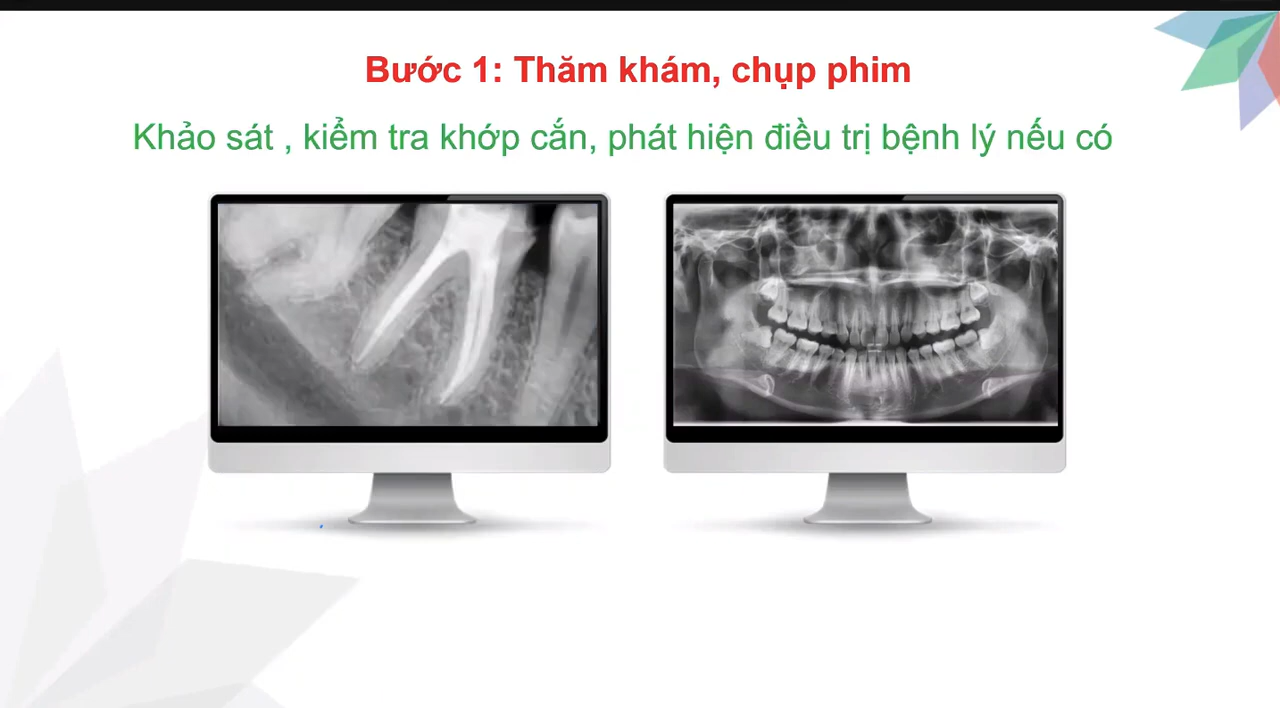 Bước 1: Thăm khám, chụp phim
Khảo sát , kiểm tra khớp cắn, phát hiện điều trị bệnh lý nếu có